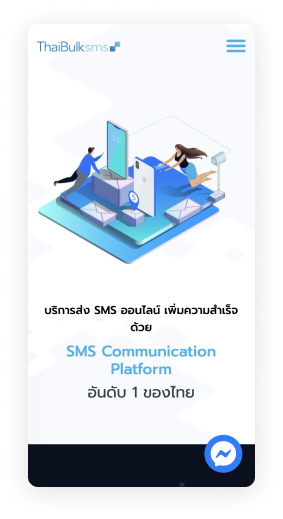 ThaiBulksms
บริการส่ง SMS ออนไลน์ เพิ่มความสำเร็จ
ด้วย
SMS Communication
Platform
อันดับ 1 ของไทย